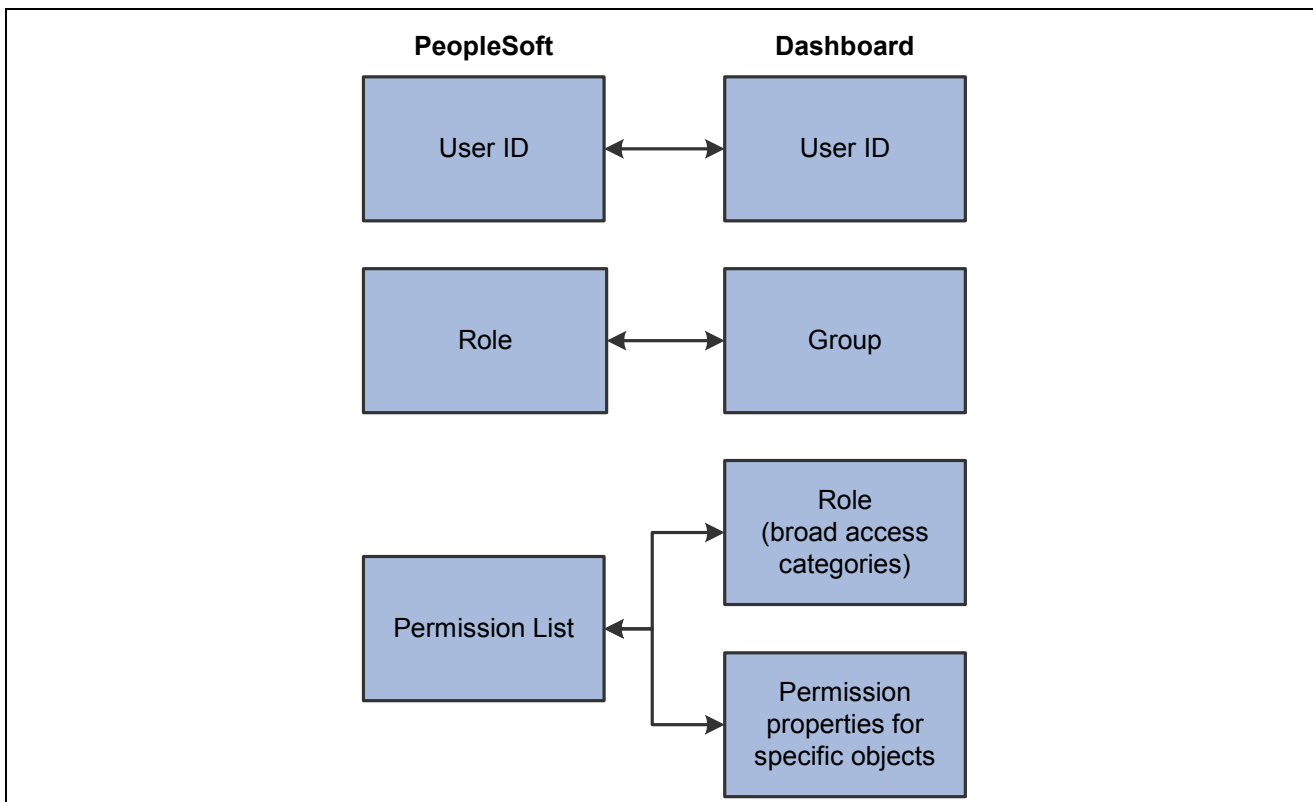 PeopleSoft
Dashboard
User ID
User ID
Role
Group
Role
(broad access
categories)
Permission List
Permission
properties for
specific objects